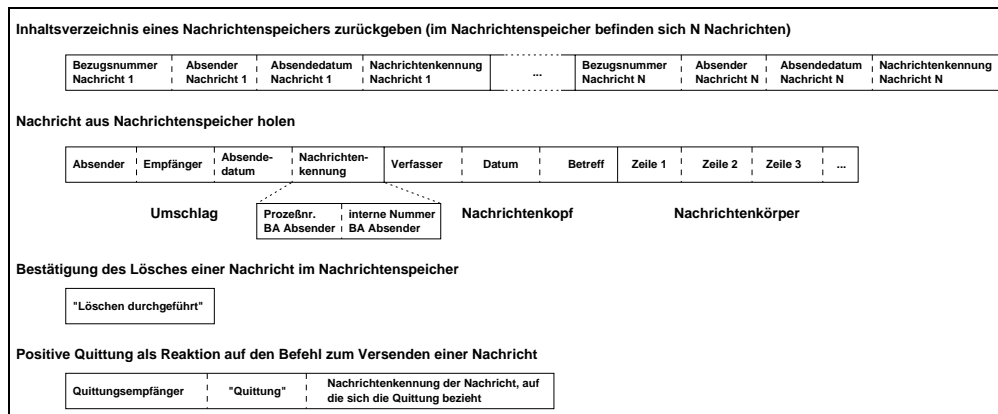 Inhaltsverzeichnis eines Nachrichtenspeichers zurückgeben (im Nachrichtenspeicher befinden sich N Nachrichten)
Bezugsnummer Absender Absendedatum Nachrichtenkennung ... Bezugsnummer Absender Absendedatum Nachrichtenkennung
Nachricht 1 Nachricht 1 Nachricht 1 Nachricht 1 Nachricht N Nachricht N Nachricht N Nachricht N
Nachricht aus Nachrichtenspeicher holen
Absender Empfänger Absende- Nachrichten- Verfasser Datum Betreff Zeile 1 Zeile 2 Zeile 3 ...
datum kennung
Umschlag Prozeßnr. interne Nummer Nachrichtenkopf Nachrichtenkörper
BA Absender BA Absender
Bestätigung des Lösches einer Nachricht im Nachrichtenspeicher
"Löschen durchgeführt"
Positive Quittung als Reaktion auf den Befehl zum Versenden einer Nachricht
Quittungsempfänger "Quittung" Nachrichtenkennung der Nachricht, auf
die sich die Quittung bezieht